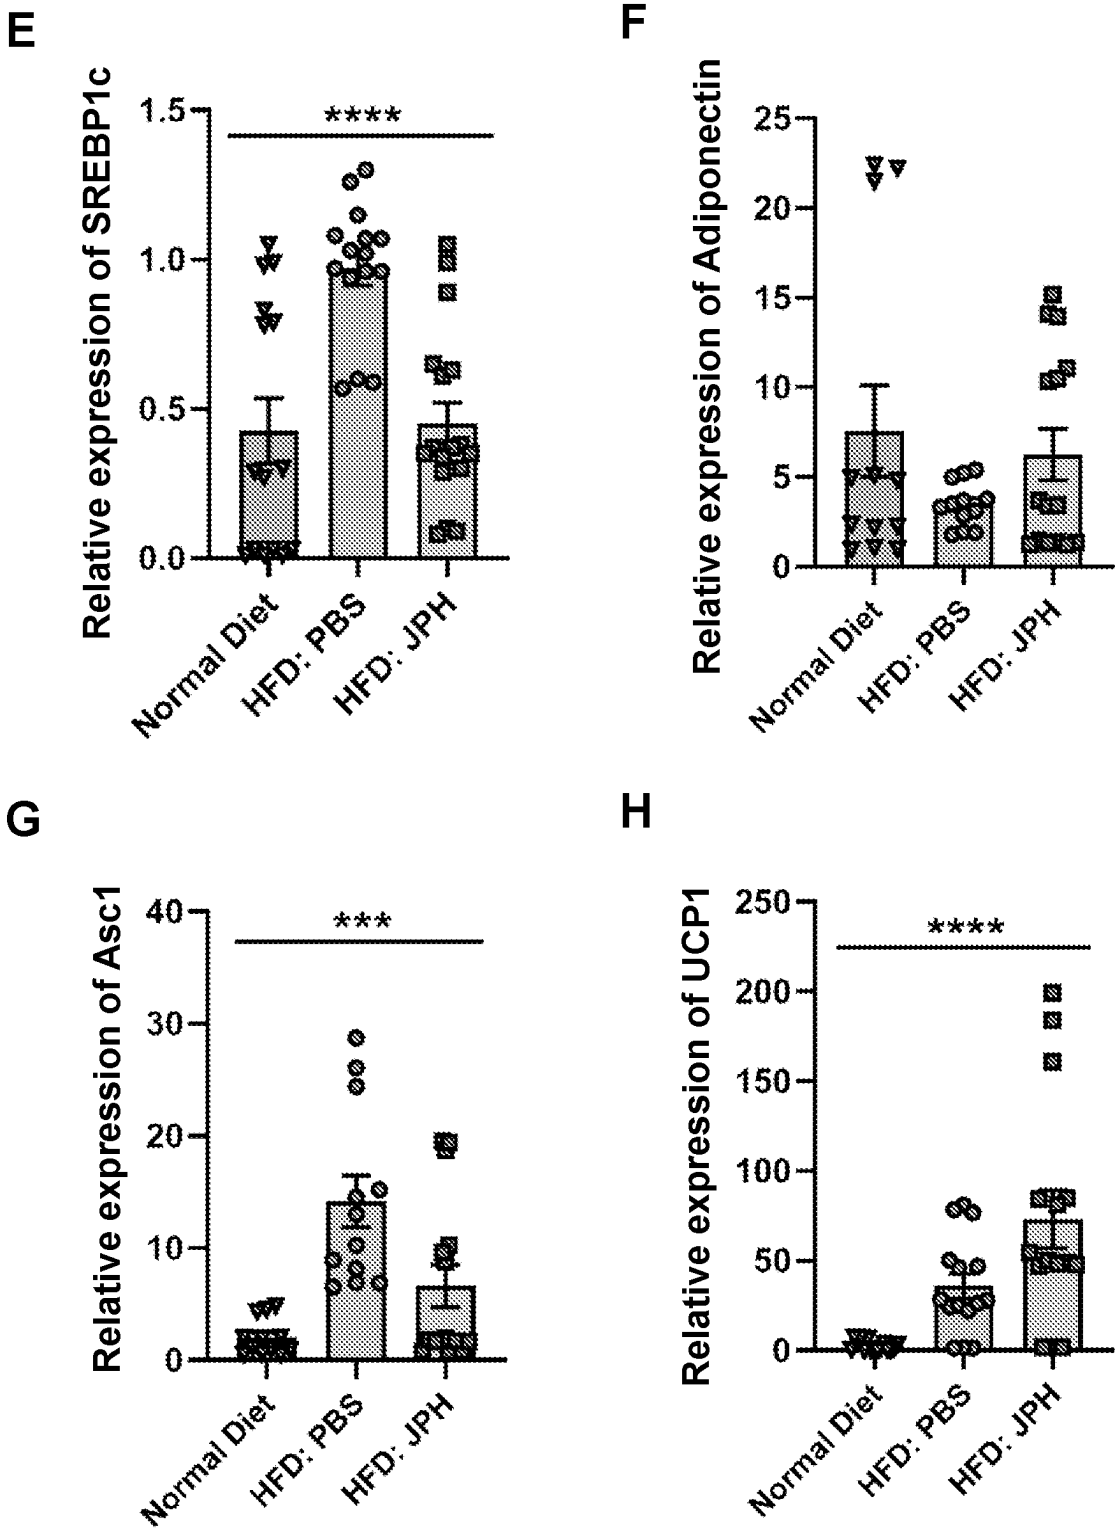 E
Relative expression of SREBP1c
1.5
1.0
0.5
0.0
****
Normal Diet
HFD: PBS
HFD: JPH
F
Relative expression of Adiponectin
25
20
15
10
5
0
Normal Diet
HFD: PBS
HFD: JPH
G
Relative expression of Asc1
40
30
20
10
0
***
Normal Diet
HFD: PBS
HFD: JPH
H
Relative expression of UCP1
250
200
150
100
50
0
****
Normal Diet
HFD: PBS
HFD: JPH